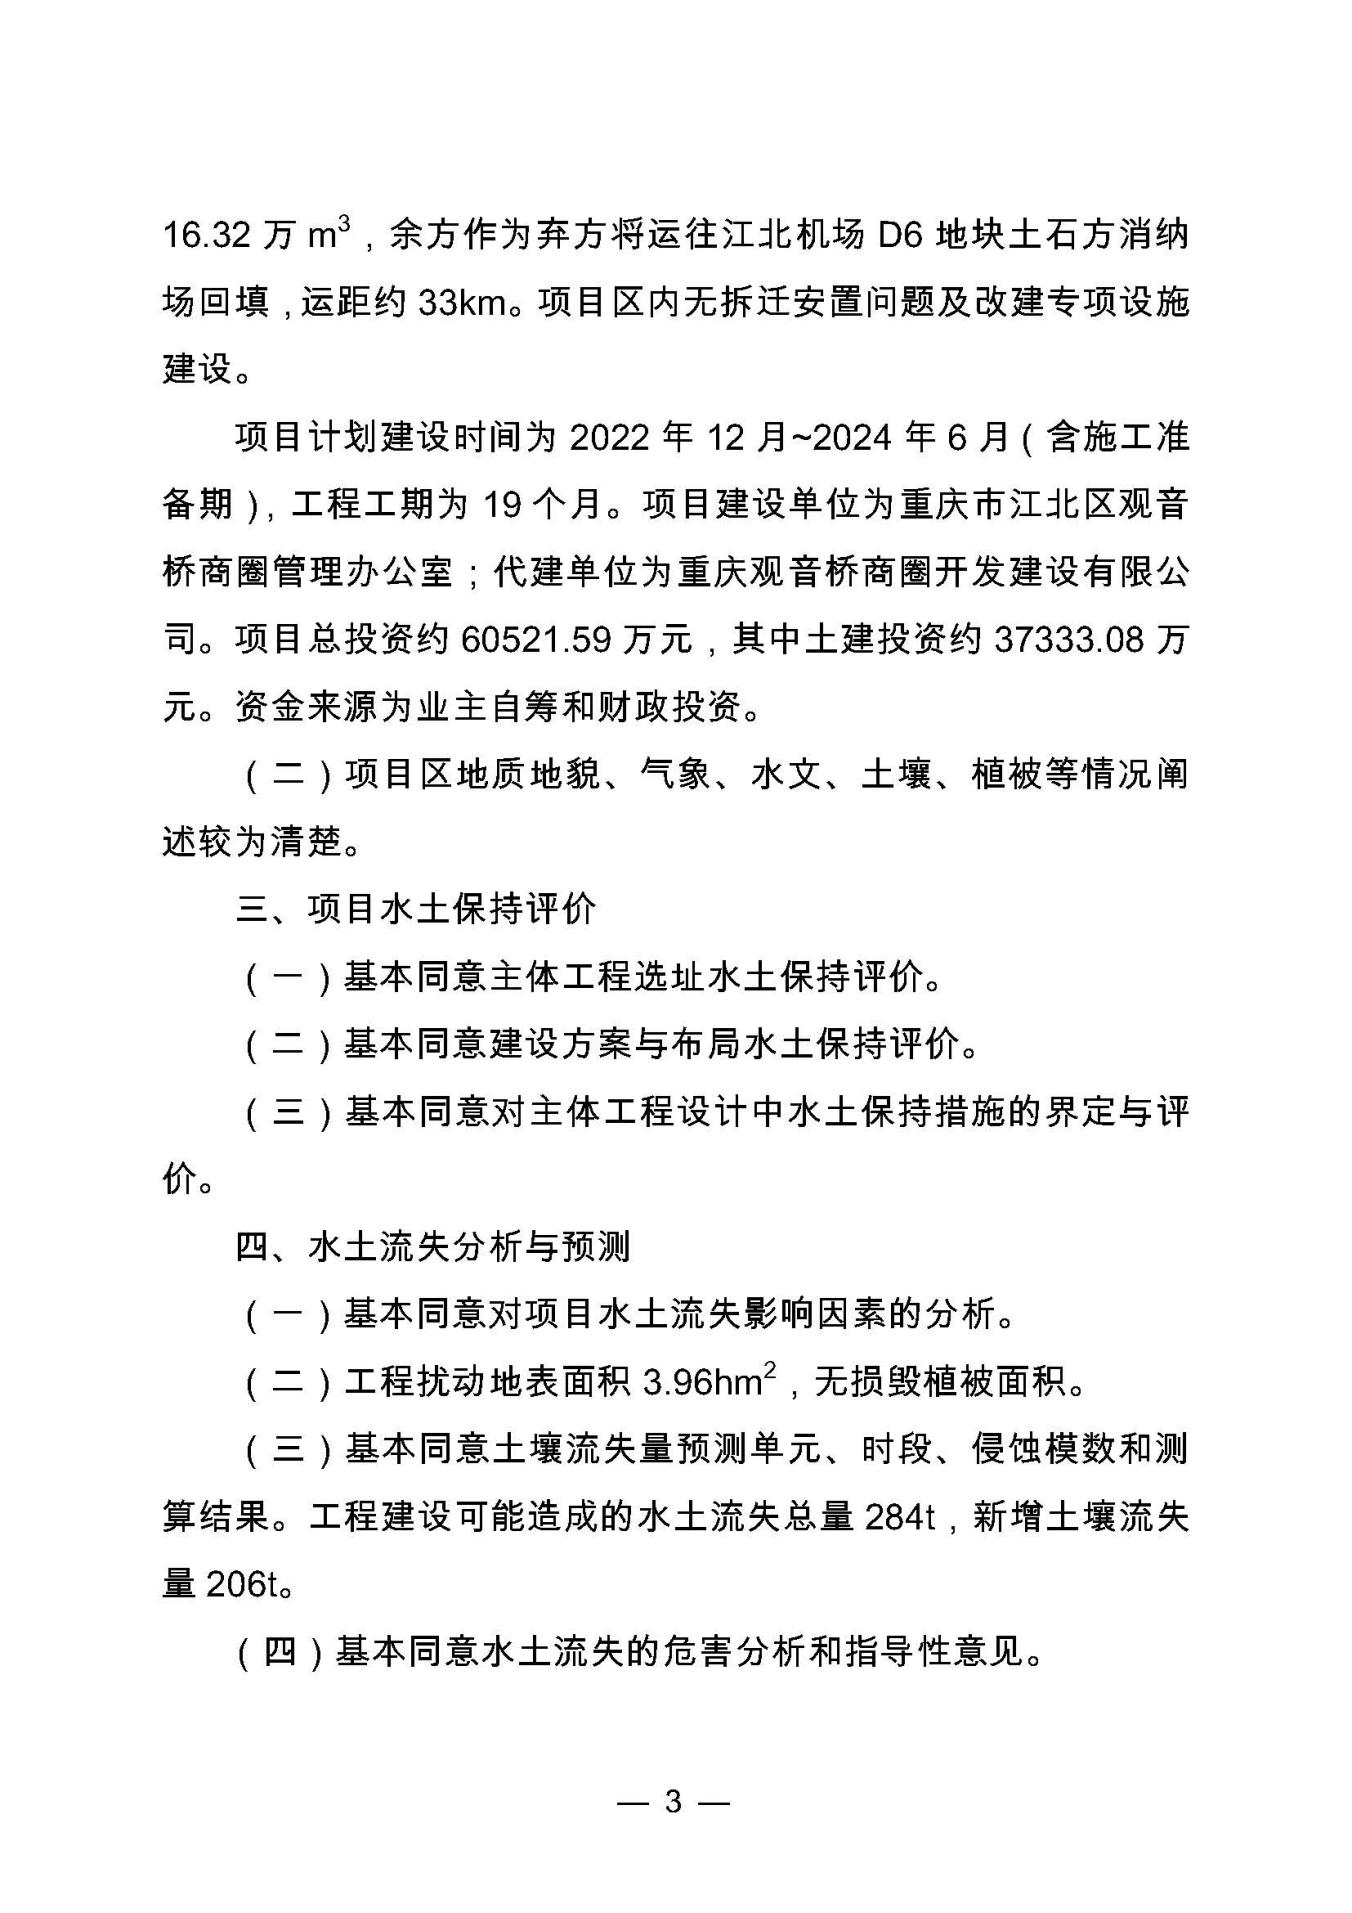 16.32 万 m³，余方作为弃方将运往江北机场 D6 地块土石方消纳
场回填，运距约 33km。项目区内无拆迁安置问题及改建专项设施
建设。
项目计划建设时间为 2022 年 12 月~2024 年 6 月（含施工准
备期），工程工期为 19 个月。项目建设单位为重庆市江北区观音
桥商圈管理办公室；代建单位为重庆观音桥商圈开发建设有限公
司。项目总投资约 60521.59 万元，其中土建投资约 37333.08 万
元。资金来源为业主自筹和财政投资。
（二）项目区地质地貌、气象、水文、土壤、植被等情况阐
述较为清楚。
三、项目水土保持评价
（一）基本同意主体工程选址水土保持评价。
（二）基本同意建设方案与布局水土保持评价。
（三）基本同意对主体工程设计中水土保持措施的界定与评
价。
四、水土流失分析与预测
（一）基本同意对项目水土流失影响因素的分析。
（二）工程扰动地表面积 3.96hm²，无损毁植被面积。
（三）基本同意土壤流失量预测单元、时段、侵蚀模数和测
算结果。工程建设可能造成的水土流失总量 284t，新增土壤流失
量 206t。
（四）基本同意水土流失的危害分析和指导性意见。
— 3 —